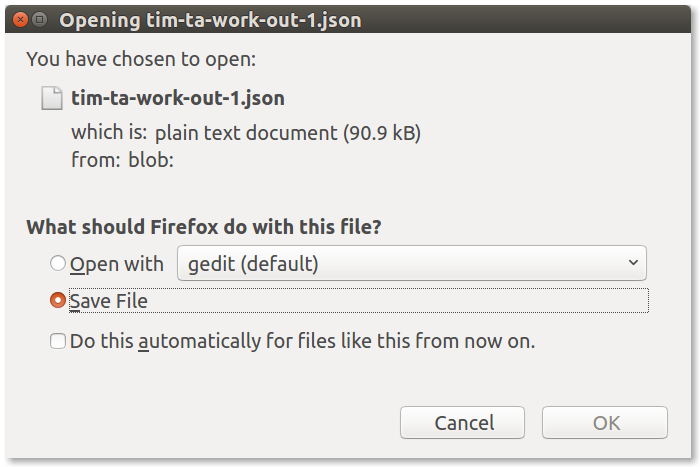 Opening tim-ta-work-out-1.json
You have chosen to open:
tim-ta-work-out-1.json
which is: plain text document (90.9 kB)
from: blob:
What should Firefox do with this file?
Open with gedit (default)
Save File
Do this automatically for files like this from now on.
Cancel OK